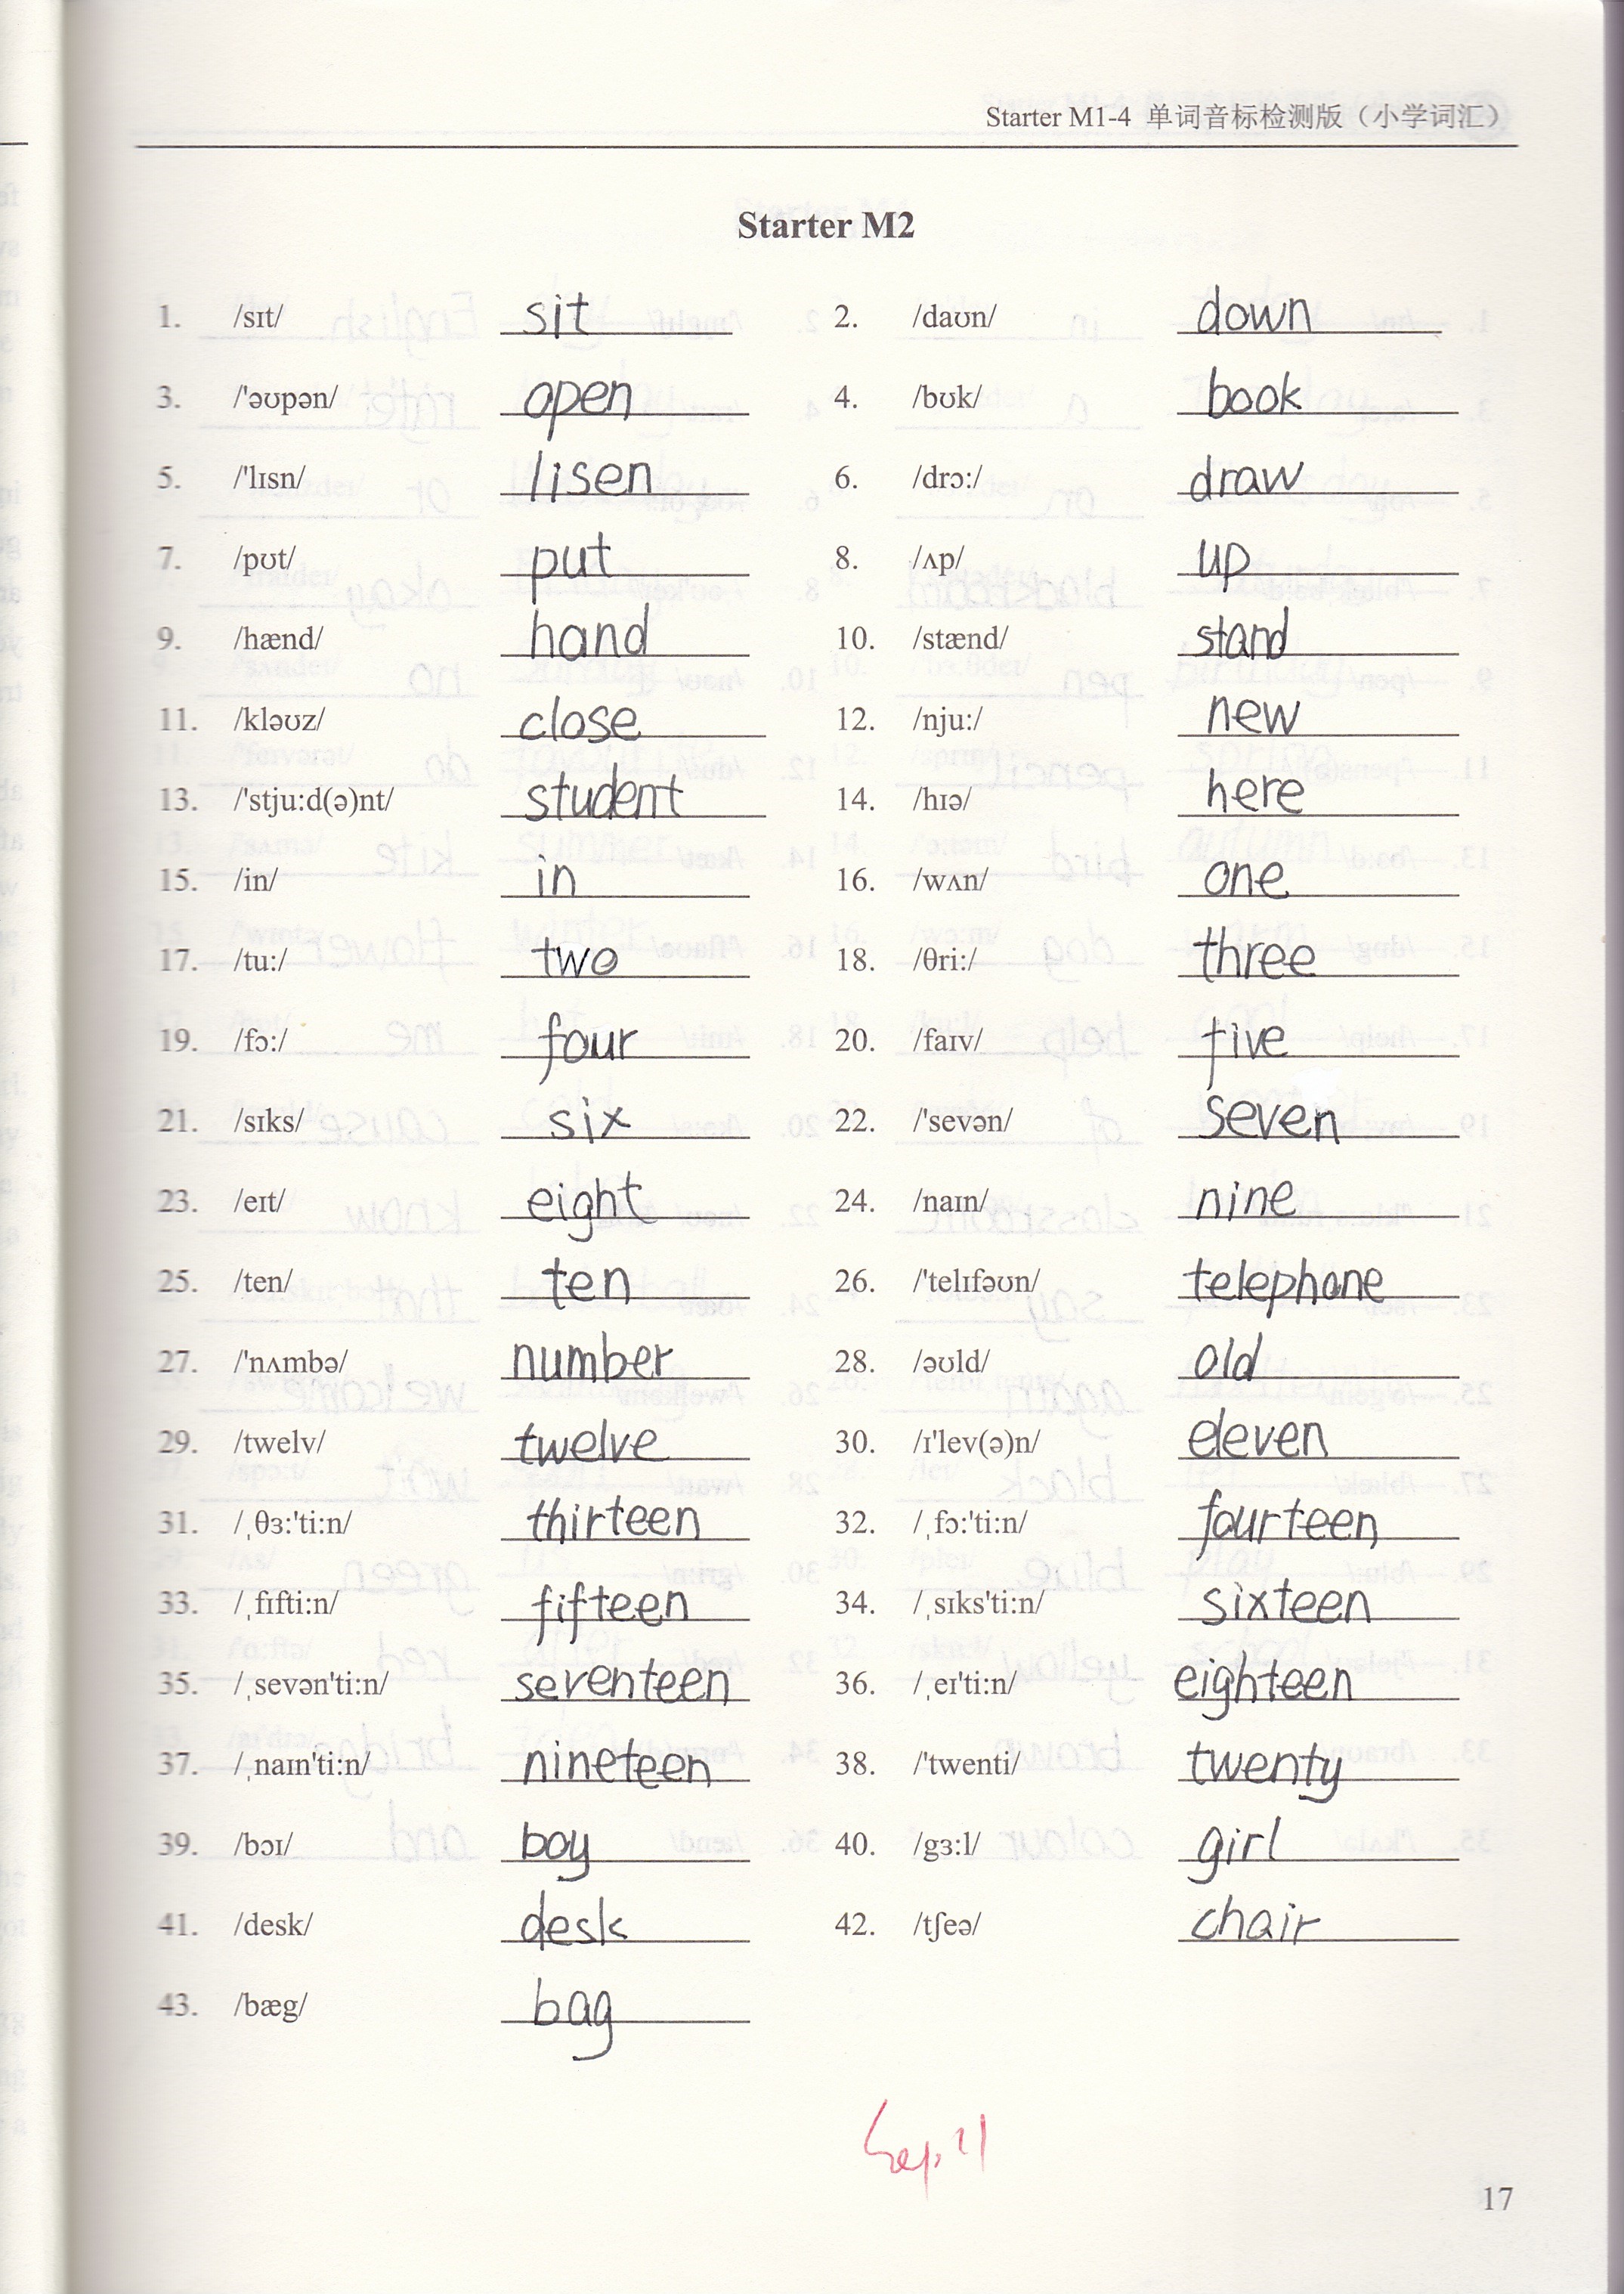 Starter M1-4 单词音标检测版（小学词汇）
Starter M2
1. /sɪt/ sit 2. /daʊn/ down
3. /'əʊpən/ open 4. /bʊk/ book
5. /'lɪsn/ lisen 6. /drɔ:/ draw
7. /pʊt/ put 8. /ʌp/ up
9. /hænd/ hand 10. /stænd/ stand
11. /kləʊz/ close 12. /nju:/ new
13. /'stju:d(ə)nt/ student 14. /hɪə/ here
15. /in/ in 16. /wʌn/ one
17. /tu:/ two 18. /θri:/ three
19. /fɔ:/ four 20. /faɪv/ five
21. /sɪks/ six 22. /'sevən/ seven
23. /eɪt/ eight 24. /naɪn/ nine
25. /ten/ ten 26. /'telɪfəʊn/ telephone
27. /'nʌmbə/ number 28. /əʊld/ old
29. /twelv/ twelve 30. /ɪ'lev(ə)n/ eleven
31. /ˌθɜ:'ti:n/ thirteen 32. /ˌfɔ:'ti:n/ fourteen
33. /ˌfɪfti:n/ fifteen 34. /ˌsɪks'ti:n/ sixteen
35. /ˌsevən'ti:n/ seventeen 36. /ˌeɪ'ti:n/ eighteen
37. /ˌnaɪn'ti:n/ nineteen 38. /'twenti/ twenty
39. /bɔɪ/ boy 40. /gɜ:l/ girl
41. /desk/ desk 42. /tʃeə/ chair
43. /bæg/ bag
Sep. 21
17